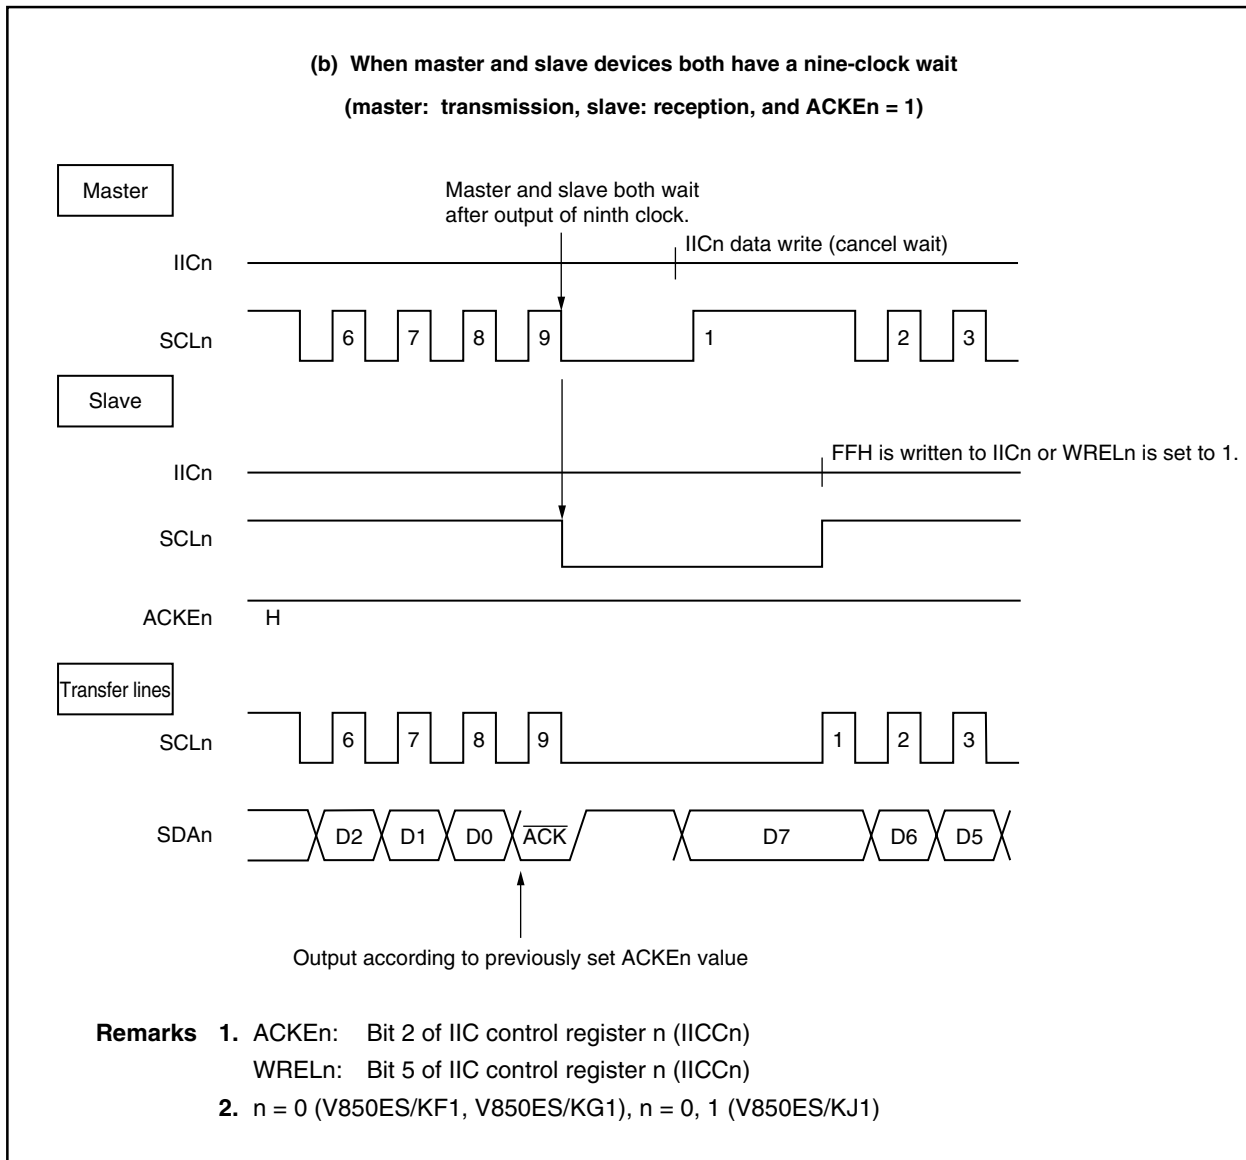 (b) When master and slave devices both have a nine-clock wait
(master: transmission, slave: reception, and ACKEn = 1)
Master
Master and slave both wait
after output of ninth clock.
IICn data write (cancel wait)
IICn
SCLn
6 7 8 9 1 2 3
Slave
FFH is written to IICn or WRELn is set to 1.
IICn
SCLn
ACKEn H
Transfer lines
SCLn
6 7 8 9 1 2 3
SDAn
D2 D1 D0 A̅C̅K̅ D7 D6 D5
Output according to previously set ACKEn value
Remarks 1. ACKEn: Bit 2 of IIC control register n (IICCn)
WRELn: Bit 5 of IIC control register n (IICCn)
2. n = 0 (V850ES/KF1, V850ES/KG1), n = 0, 1 (V850ES/KJ1)